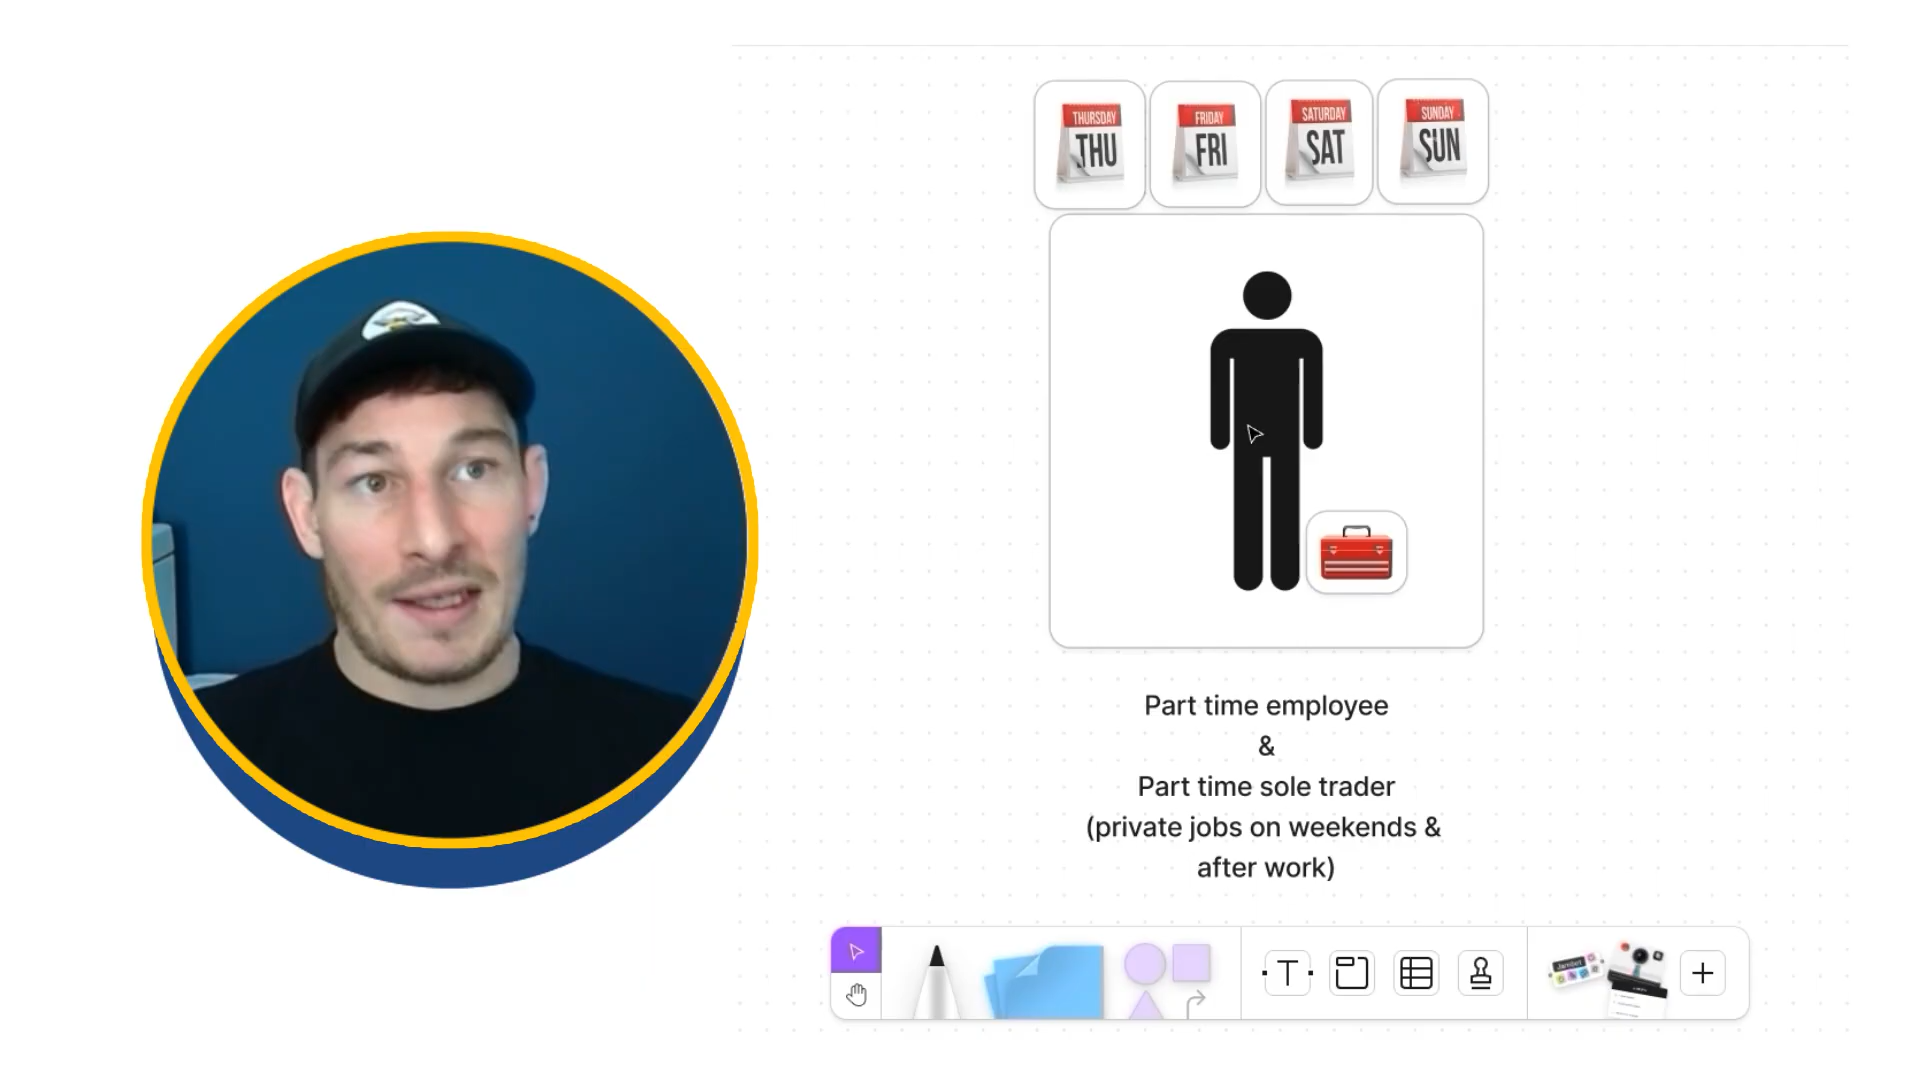 THURSDAY FRIDAY SATURDAY SUNDAY
THU FRI SAT SUN
Part time employee
&
Part time sole trader
(private jobs on weekends &
after work)
T